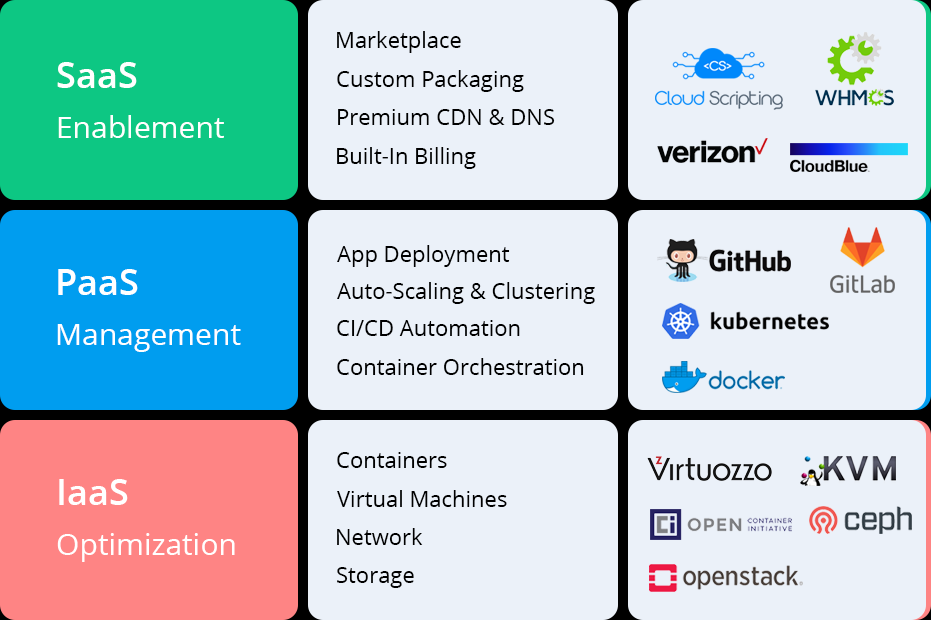 SaaS
Enablement
Marketplace
Custom Packaging
Premium CDN & DNS
Built-In Billing
<CS>
Cloud Scripting
WHMCS
verizon
CloudBlue
PaaS
Management
App Deployment
Auto-Scaling & Clustering
CI/CD Automation
Container Orchestration
GitHub
GitLab
kubernetes
docker
IaaS
Optimization
Containers
Virtual Machines
Network
Storage
Virtuozzo
KVM
Ci OPEN CONTAINER
INITIATIVE
ceph
openstack.